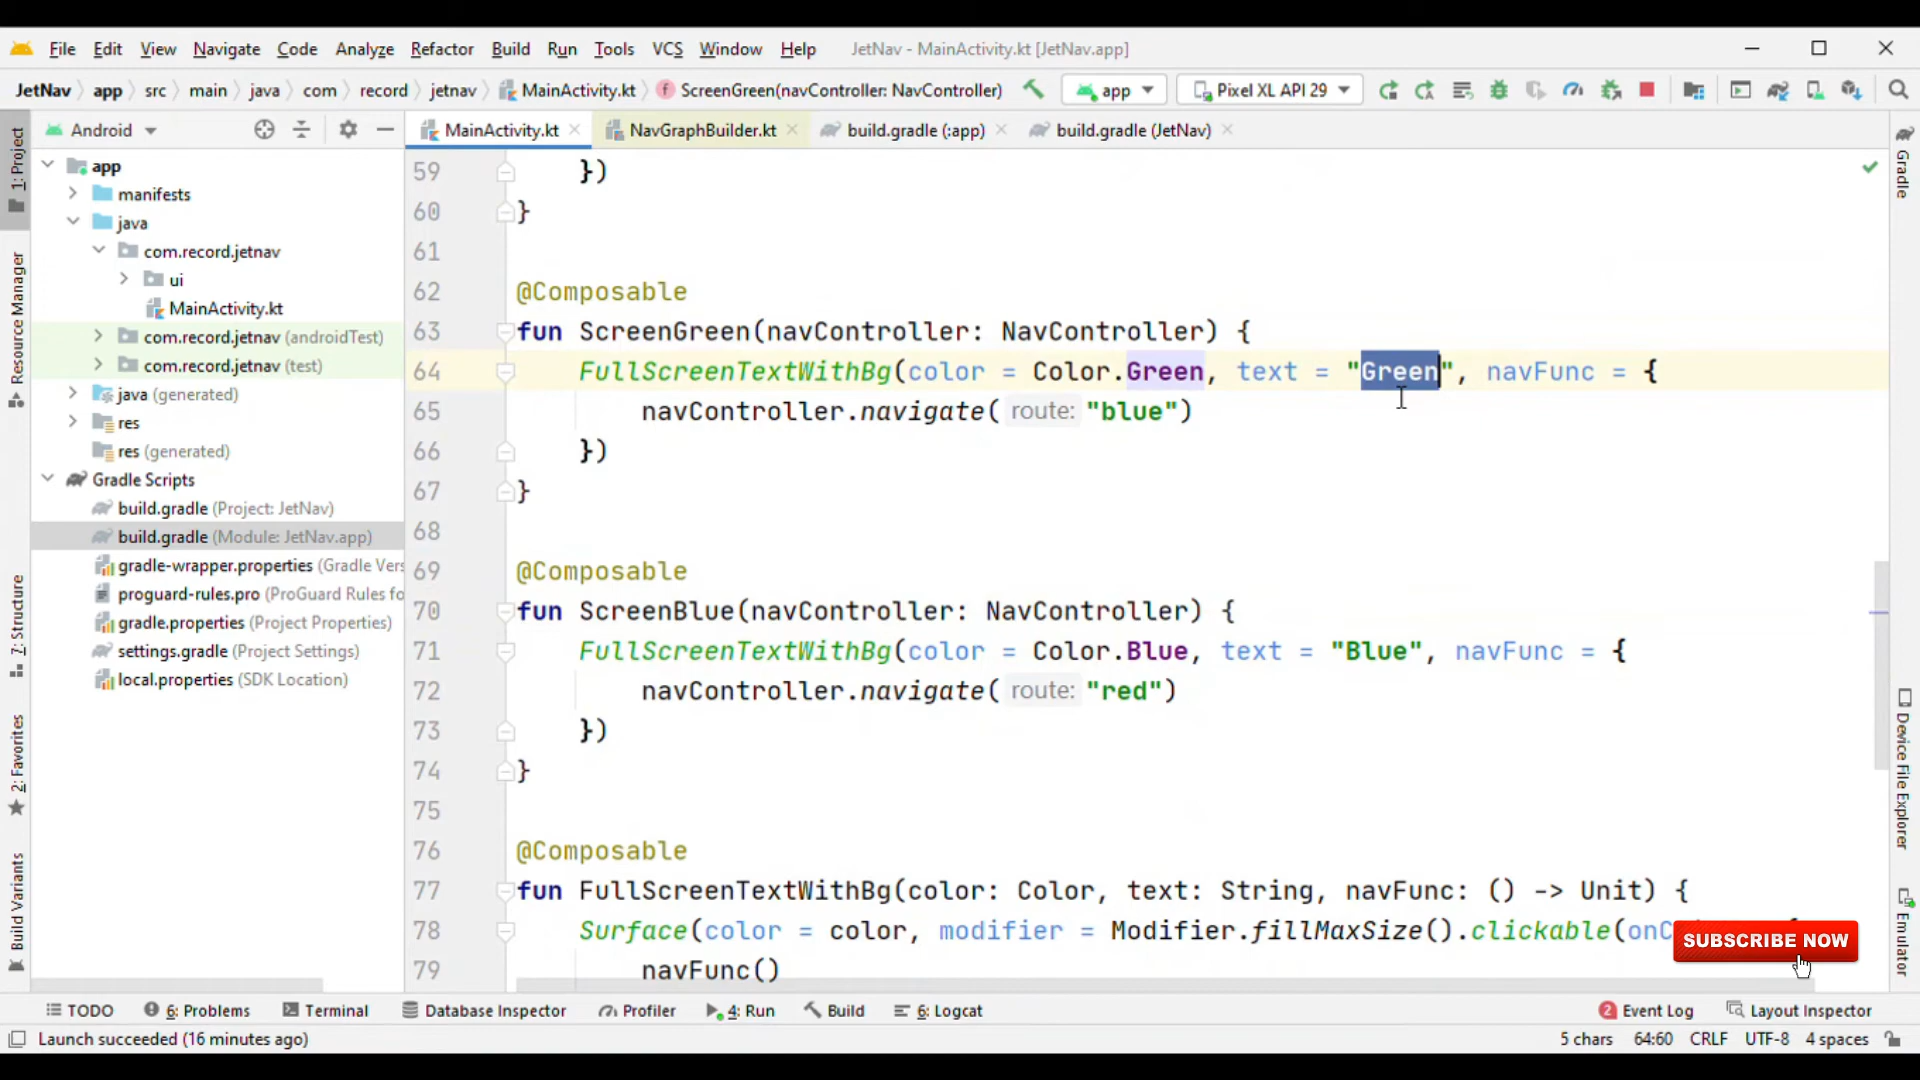 File Edit View Navigate Code Analyze Refactor Build Run Tools VCS Window Help JetNav - MainActivity.kt [JetNav.app]
JetNav app src main java com record jetnav MainActivity.kt ScreenGreen(navController: NavController) app Pixel XL API 29
Android MainActivity.kt NavGraphBuilder.kt build.gradle (:app) build.gradle (JetNav)
1: Project
Resource Manager
7: Structure
2: Favorites
Build Variants
app
manifests
java
com.record.jetnav
ui
MainActivity.kt
com.record.jetnav (androidTest)
com.record.jetnav (test)
java (generated)
res
res (generated)
Gradle Scripts
build.gradle (Project: JetNav)
build.gradle (Module: JetNav.app)
gradle-wrapper.properties (Gradle Vers
proguard-rules.pro (ProGuard Rules fo
gradle.properties (Project Properties)
settings.gradle (Project Settings)
local.properties (SDK Location)
59 })
60 }
61
62 @Composable
63 fun ScreenGreen(navController: NavController) {
64 FullScreenTextWithBg(color = Color.Green, text = "Green", navFunc = {
65 navController.navigate( route: "blue")
66 })
67 }
68
69 @Composable
70 fun ScreenBlue(navController: NavController) {
71 FullScreenTextWithBg(color = Color.Blue, text = "Blue", navFunc = {
72 navController.navigate( route: "red")
73 })
74 }
75
76 @Composable
77 fun FullScreenTextWithBg(color: Color, text: String, navFunc: () -> Unit) {
78 Surface(color = color, modifier = Modifier.fillMaxSize().clickable(onC
79 navFunc()
SUBSCRIBE NOW
Gradle
Device File Explorer
Emulator
TODO 6: Problems Terminal Database Inspector Profiler 4: Run Build 6: Logcat 2 Event Log Layout Inspector
Launch succeeded (16 minutes ago) 5 chars 64:60 CRLF UTF-8 4 spaces